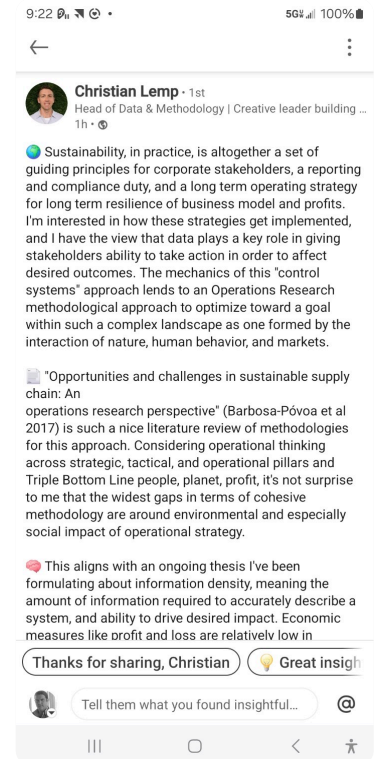 9:22
5G 100%
Christian Lemp · 1st
Head of Data & Methodology | Creative leader building ...
1h •
Sustainability, in practice, is altogether a set of
guiding principles for corporate stakeholders, a reporting
and compliance duty, and a long term operating strategy
for long term resilience of business model and profits.
I'm interested in how these strategies get implemented,
and I have the view that data plays a key role in giving
stakeholders ability to take action in order to affect
desired outcomes. The mechanics of this "control
systems" approach lends to an Operations Research
methodological approach to optimize toward a goal
within such a complex landscape as one formed by the
interaction of nature, human behavior, and markets.
"Opportunities and challenges in sustainable supply
chain: An
operations research perspective" (Barbosa-Póvoa et al
2017) is such a nice literature review of methodologies
for this approach. Considering operational thinking
across strategic, tactical, and operational pillars and
Triple Bottom Line people, planet, profit, it's not surprise
to me that the widest gaps in terms of cohesive
methodology are around environmental and especially
social impact of operational strategy.
This aligns with an ongoing thesis I've been
formulating about information density, meaning the
amount of information required to accurately describe a
system, and ability to drive desired impact. Economic
measures like profit and loss are relatively low in
Thanks for sharing, Christian
Great insigh
Tell them what you found insightful...
@